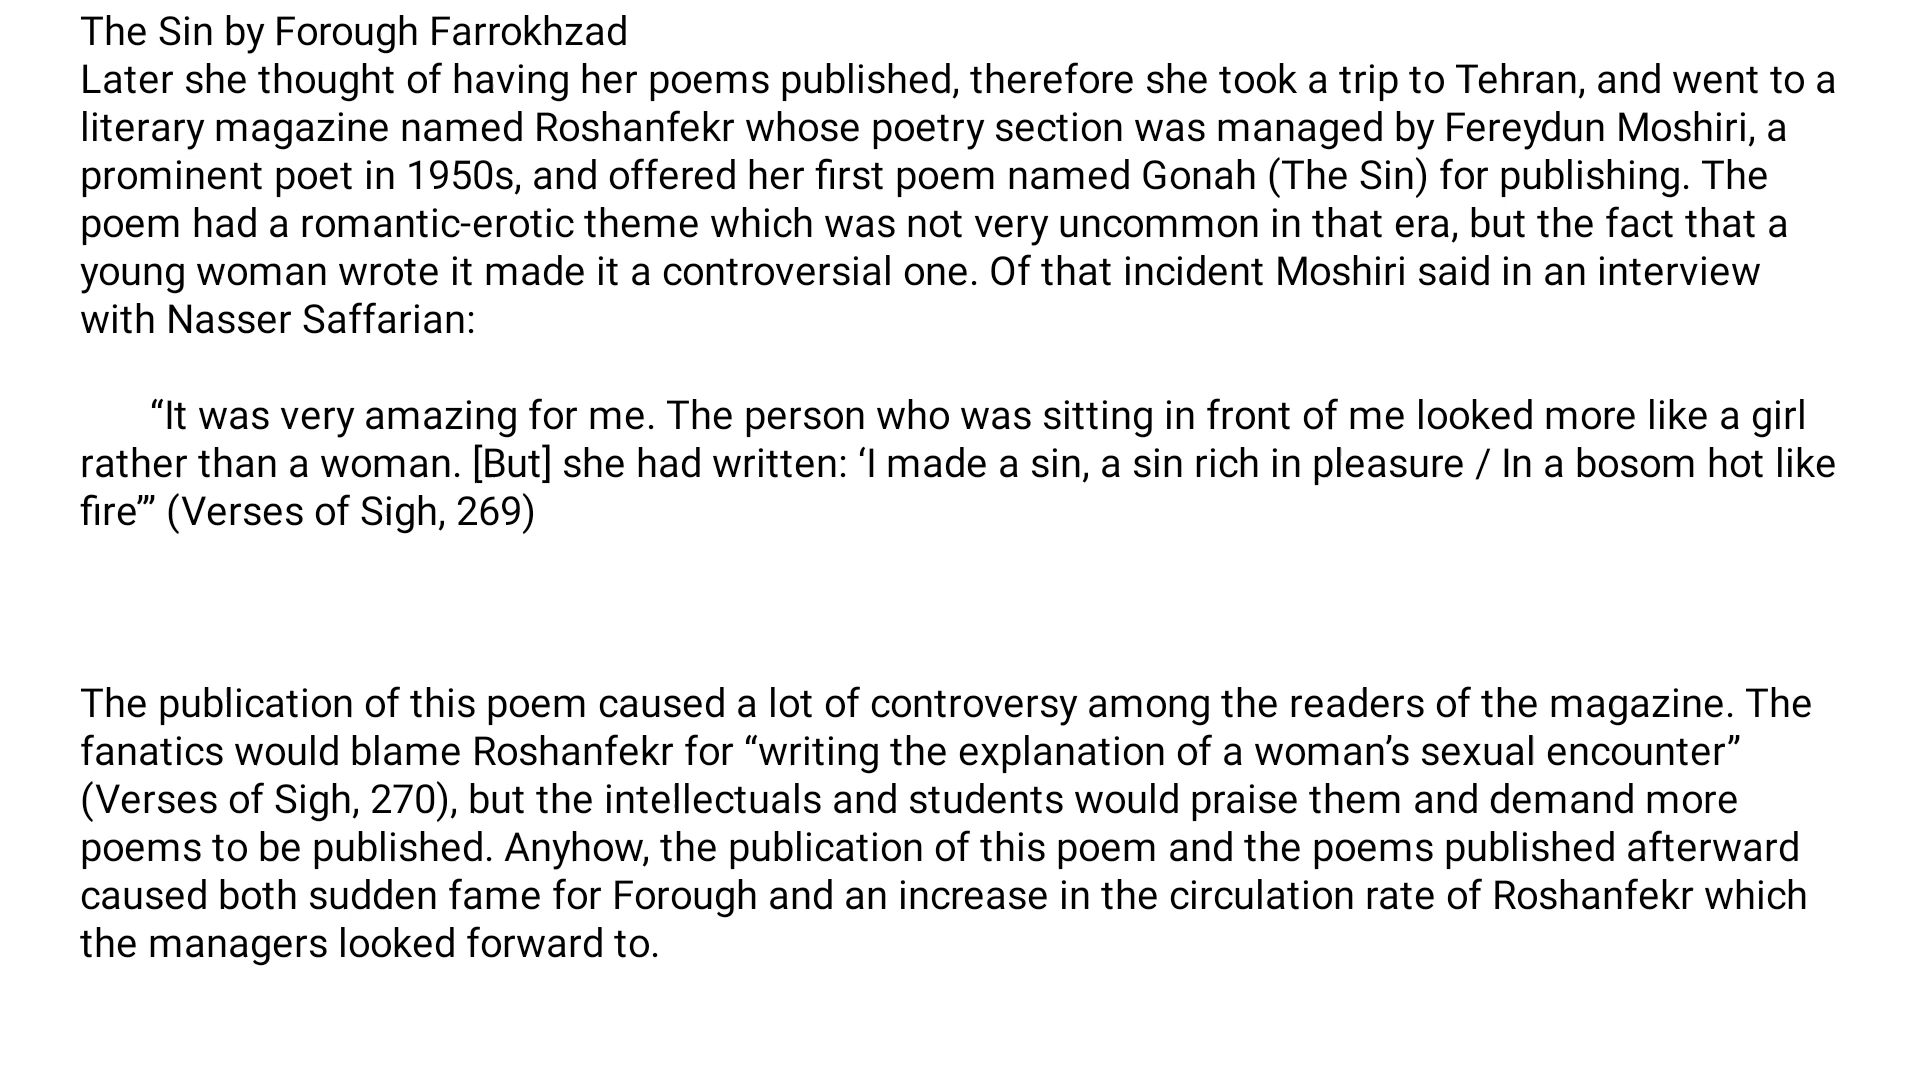 The Sin by Forough Farrokhzad
Later she thought of having her poems published, therefore she took a trip to Tehran, and went to a
literary magazine named Roshanfekr whose poetry section was managed by Fereydun Moshiri, a
prominent poet in 1950s, and offered her first poem named Gonah (The Sin) for publishing. The
poem had a romantic-erotic theme which was not very uncommon in that era, but the fact that a
young woman wrote it made it a controversial one. Of that incident Moshiri said in an interview
with Nasser Saffarian:
“It was very amazing for me. The person who was sitting in front of me looked more like a girl
rather than a woman. [But] she had written: ‘I made a sin, a sin rich in pleasure / In a bosom hot like
fire’” (Verses of Sigh, 269)
The publication of this poem caused a lot of controversy among the readers of the magazine. The
fanatics would blame Roshanfekr for “writing the explanation of a woman’s sexual encounter”
(Verses of Sigh, 270), but the intellectuals and students would praise them and demand more
poems to be published. Anyhow, the publication of this poem and the poems published afterward
caused both sudden fame for Forough and an increase in the circulation rate of Roshanfekr which
the managers looked forward to.